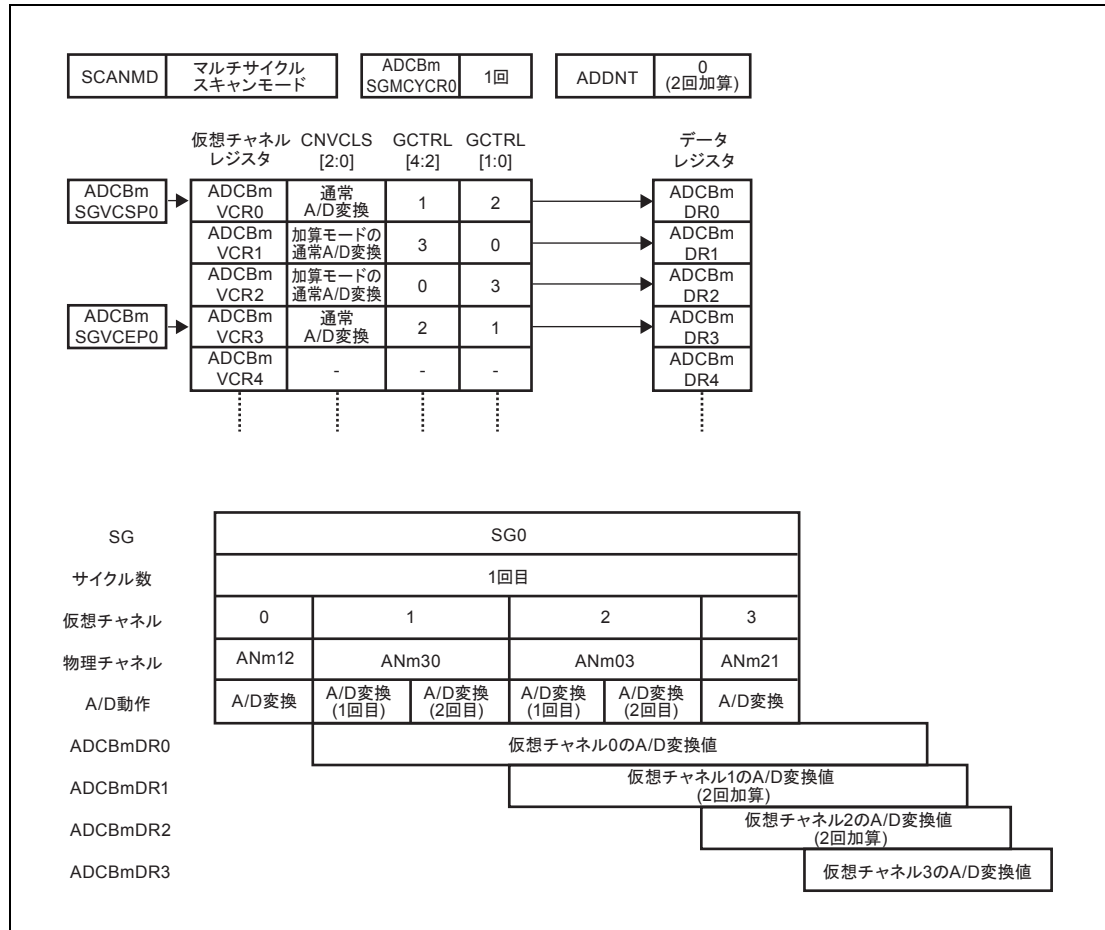 SCANMD
マルチサイクル
スキャンモード
ADCBm
SGMCYCR0
1回
ADDNT
0
(2回加算)
仮想チャネル
レジスタ
CNVCLS
[2:0]
GCTRL
[4:2]
GCTRL
[1:0]
データ
レジスタ
ADCBm
SGVCSP0
ADCBm
VCR0
通常
A/D変換
1
2
ADCBm
DR0
ADCBm
VCR1
加算モードの
通常A/D変換
3
0
ADCBm
DR1
ADCBm
VCR2
加算モードの
通常A/D変換
0
3
ADCBm
DR2
ADCBm
SGVCEP0
ADCBm
VCR3
通常
A/D変換
2
1
ADCBm
DR3
ADCBm
VCR4
-
-
-
ADCBm
DR4
SG
SG0
サイクル数
1回目
仮想チャネル
0
1
2
3
物理チャネル
ANm12
ANm30
ANm03
ANm21
A/D動作
A/D変換
A/D変換
(1回目)
A/D変換
(2回目)
A/D変換
(1回目)
A/D変換
(2回目)
A/D変換
ADCBmDR0
仮想チャネル0のA/D変換値
ADCBmDR1
仮想チャネル1のA/D変換値
(2回加算)
ADCBmDR2
仮想チャネル2のA/D変換値
(2回加算)
ADCBmDR3
仮想チャネル3のA/D変換値